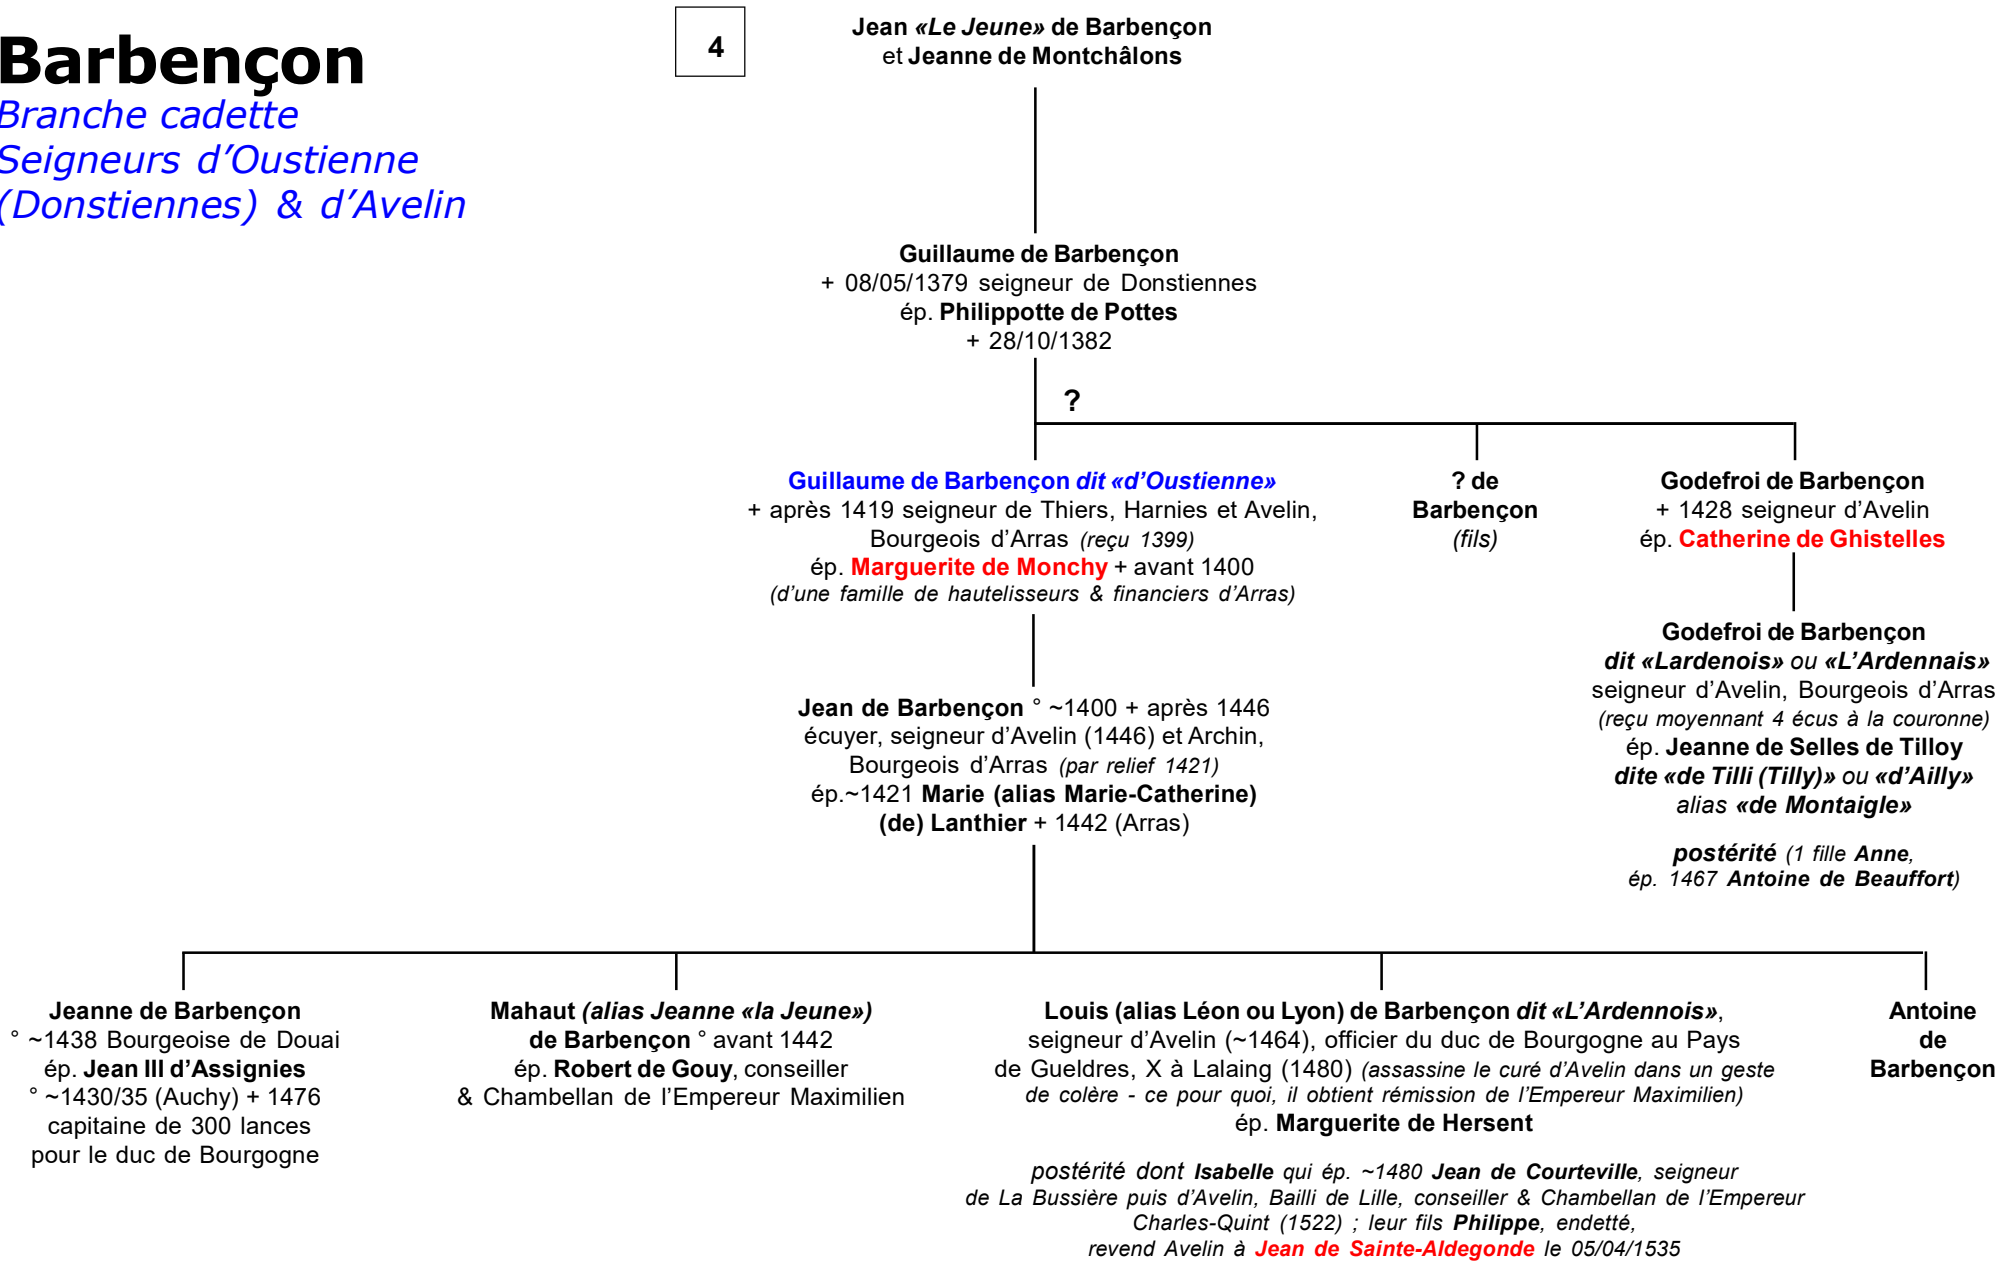 Barbençon
Branche cadette
Seigneurs d’Oustienne
(Donstiennes) & d’Avelin
4
Jean «Le Jeune» de Barbençon
et Jeanne de Montchâlons
Guillaume de Barbençon
+ 08/05/1379 seigneur de Donstiennes
ép. Philippotte de Pottes
+ 28/10/1382
?
Guillaume de Barbençon dit «d’Oustienne»
+ après 1419 seigneur de Thiers, Harnies et Avelin,
Bourgeois d’Arras (reçu 1399)
ép. Marguerite de Monchy + avant 1400
(d’une famille de hautelisseurs & financiers d’Arras)
? de
Barbençon
(fils)
Godefroi de Barbençon
+ 1428 seigneur d’Avelin
ép. Catherine de Ghistelles
Godefroi de Barbençon
dit «Lardenois» ou «L’Ardennais»
seigneur d’Avelin, Bourgeois d’Arras
(reçu moyennant 4 écus à la couronne)
ép. Jeanne de Selles de Tilloy
dite «de Tilli (Tilly)» ou «d’Ailly»
alias «de Montaigle»
postérité (1 fille Anne,
ép. 1467 Antoine de Beauffort)
Jean de Barbençon ° ~1400 + après 1446
écuyer, seigneur d’Avelin (1446) et Archin,
Bourgeois d’Arras (par relief 1421)
ép.~1421 Marie (alias Marie-Catherine)
(de) Lanthier + 1442 (Arras)
Jeanne de Barbençon
° ~1438 Bourgeoise de Douai
ép. Jean III d’Assignies
° ~1430/35 (Auchy) + 1476
capitaine de 300 lances
pour le duc de Bourgogne
Mahaut (alias Jeanne «la Jeune»)
de Barbençon ° avant 1442
ép. Robert de Gouy, conseiller
& Chambellan de l’Empereur Maximilien
Louis (alias Léon ou Lyon) de Barbençon dit «L’Ardennois»,
seigneur d’Avelin (~1464), officier du duc de Bourgogne au Pays
de Gueldres, X à Lalaing (1480) (assassine le curé d’Avelin dans un geste
de colère - ce pour quoi, il obtient rémission de l’Empereur Maximilien)
ép. Marguerite de Hersent
postérité dont Isabelle qui ép. ~1480 Jean de Courteville, seigneur
de La Bussière puis d’Avelin, Bailli de Lille, conseiller & Chambellan de l’Empereur
Charles-Quint (1522) ; leur fils Philippe, endetté,
revend Avelin à Jean de Sainte-Aldegonde le 05/04/1535
Antoine
de
Barbençon